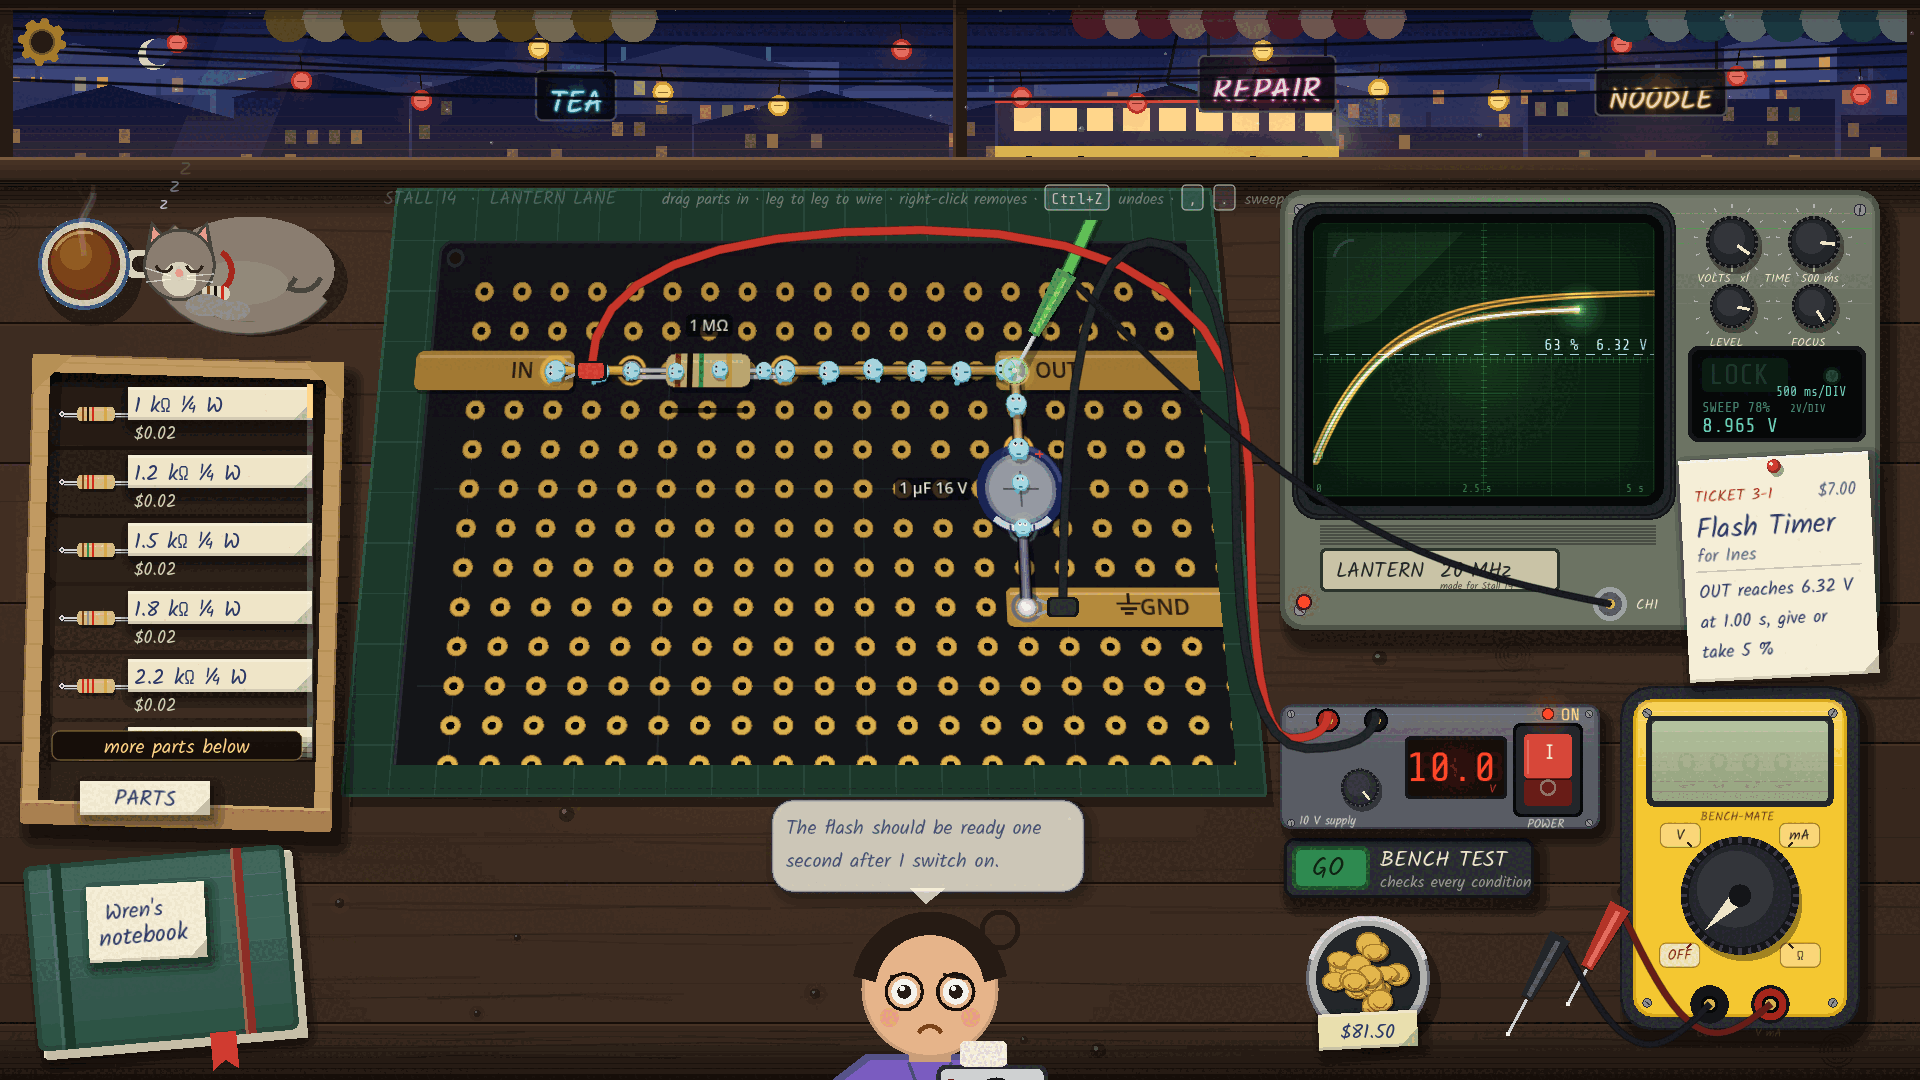 TEA
REPAIR
NOODLE
STALL 14 · LANTERN LANE
drag parts in · leg to leg to wire · right-click removes · Ctrl+Z undoes · , . sweep
z
z
z
1 kΩ ¼ W
$0.02
1.2 kΩ ¼ W
$0.02
1.5 kΩ ¼ W
$0.02
1.8 kΩ ¼ W
$0.02
2.2 kΩ ¼ W
$0.02
more parts below
PARTS
Wren's
notebook
1 MΩ
IN
OUT
1 µF 16 V
+
GND
63 % 6.32 V
0
2.5 s
5 s
VOLTS x1
TIME 500 ms
LEVEL
FOCUS
LOCK
500 ms/DIV
SWEEP 78% 2V/DIV
8.965 V
LANTERN 20 MHz
CH1
TICKET 3-1 $7.00
Flash Timer
for Ines
OUT reaches 6.32 V
at 1.00 s, give or
take 5 %
ON
10.0
V
I
10 V supply
POWER
GO
BENCH TEST
checks every condition
The flash should be ready one
second after I switch on.
$81.50
BENCH-MATE
V
mA
OFF
Ω